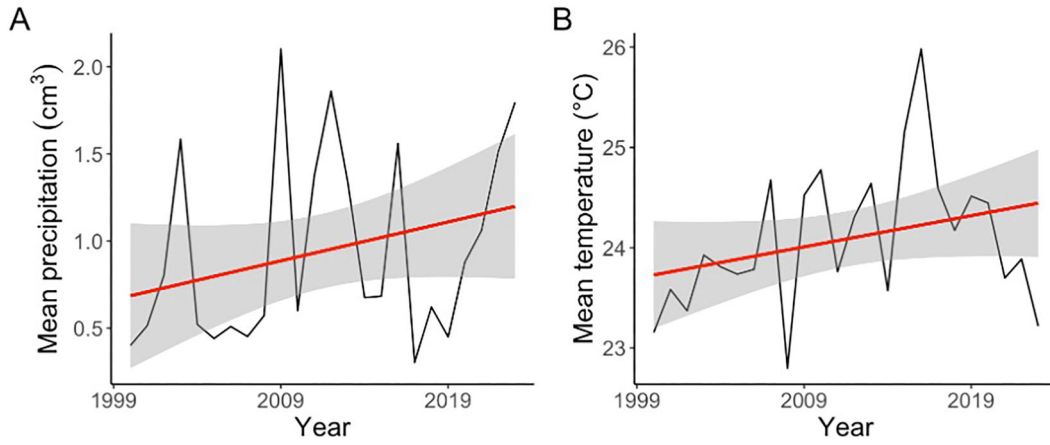 A
Mean precipitation (cm³)
2.0
1.5
1.0
0.5
1999
2009
2019
Year
B
Mean temperature (°C)
26
25
24
23
1999
2009
2019
Year